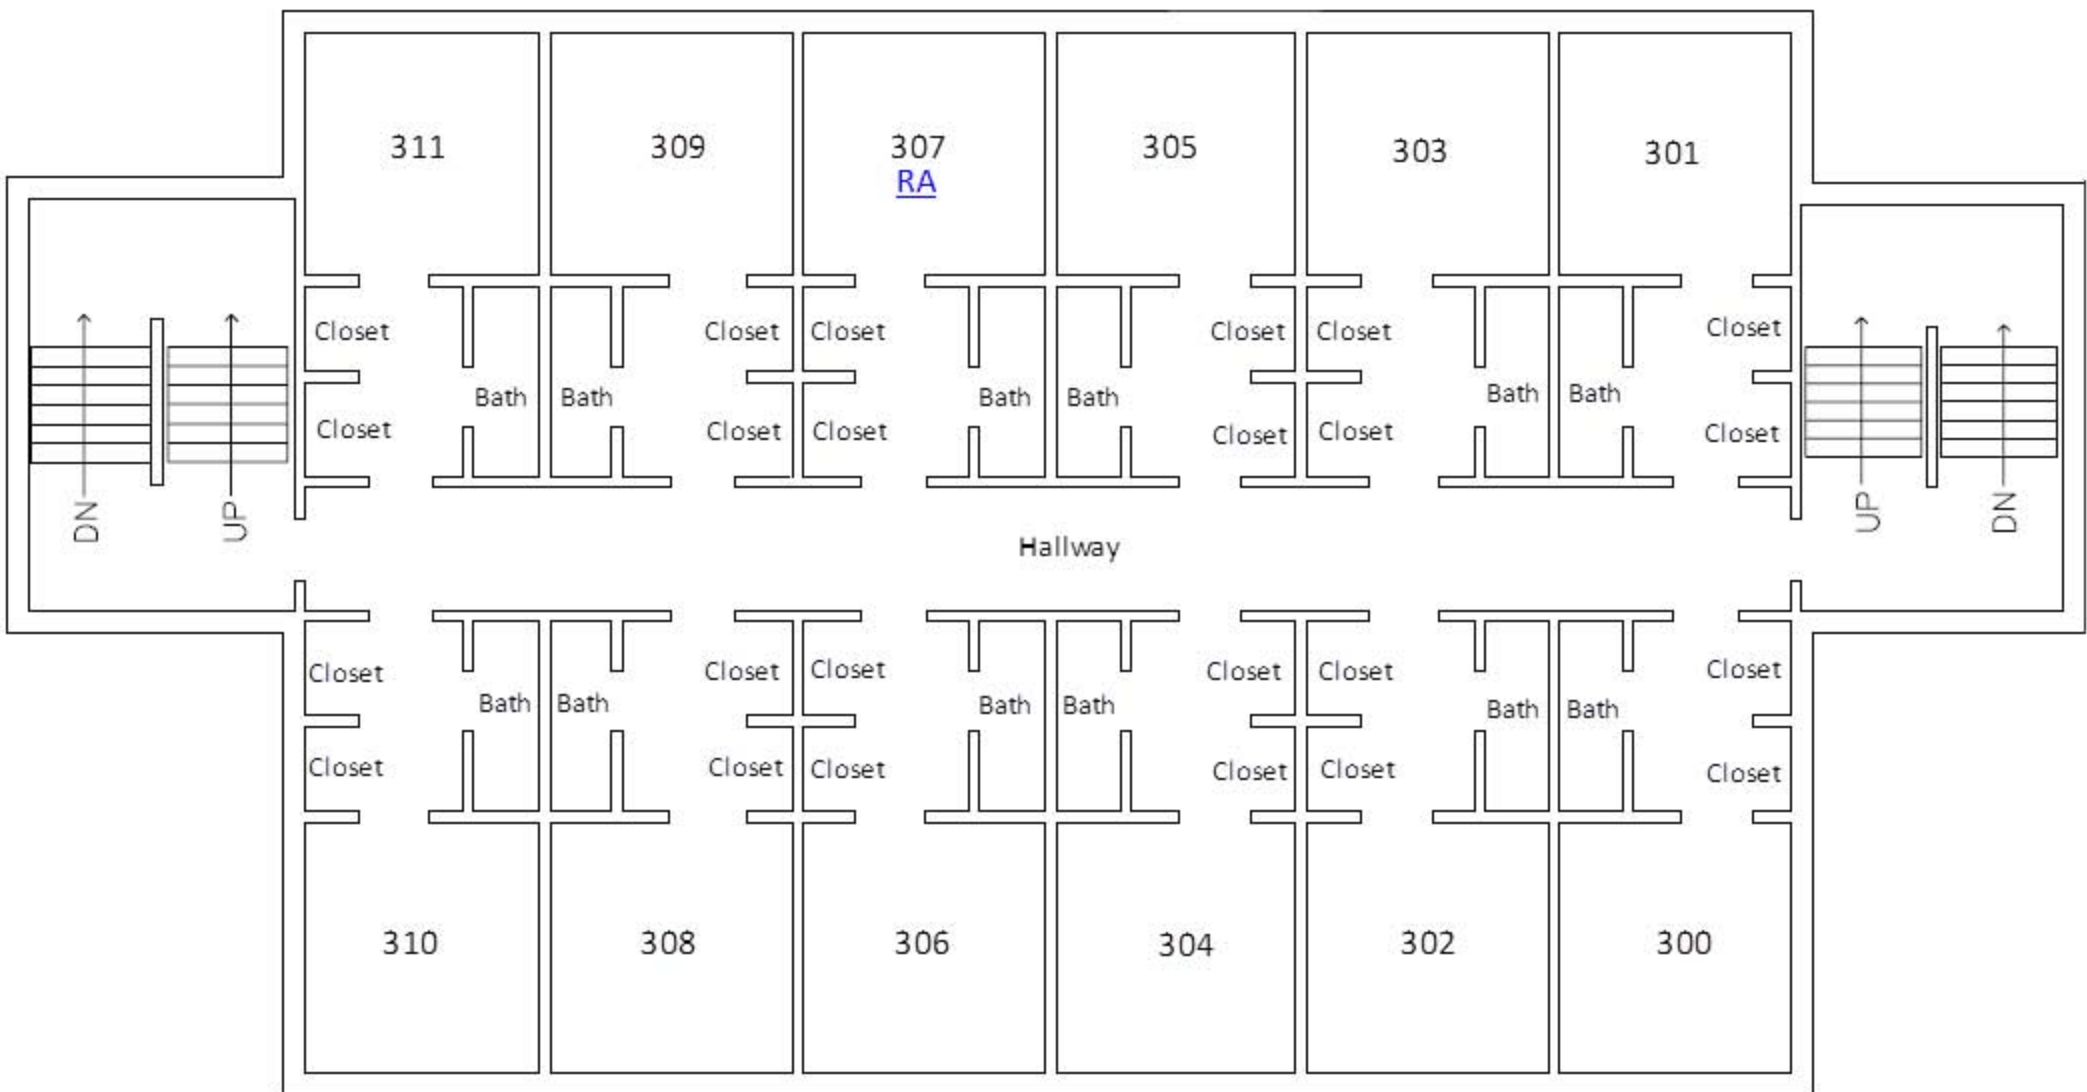 311 309 307 305 303 301
RA
Closet Closet Closet Closet Closet Closet
Bath Bath Bath Bath Bath Bath
Closet Closet Closet Closet Closet Closet
DN UP UP DN
Hallway
Closet Closet Closet Closet Closet Closet
Bath Bath Bath Bath Bath Bath
Closet Closet Closet Closet Closet Closet
310 308 306 304 302 300